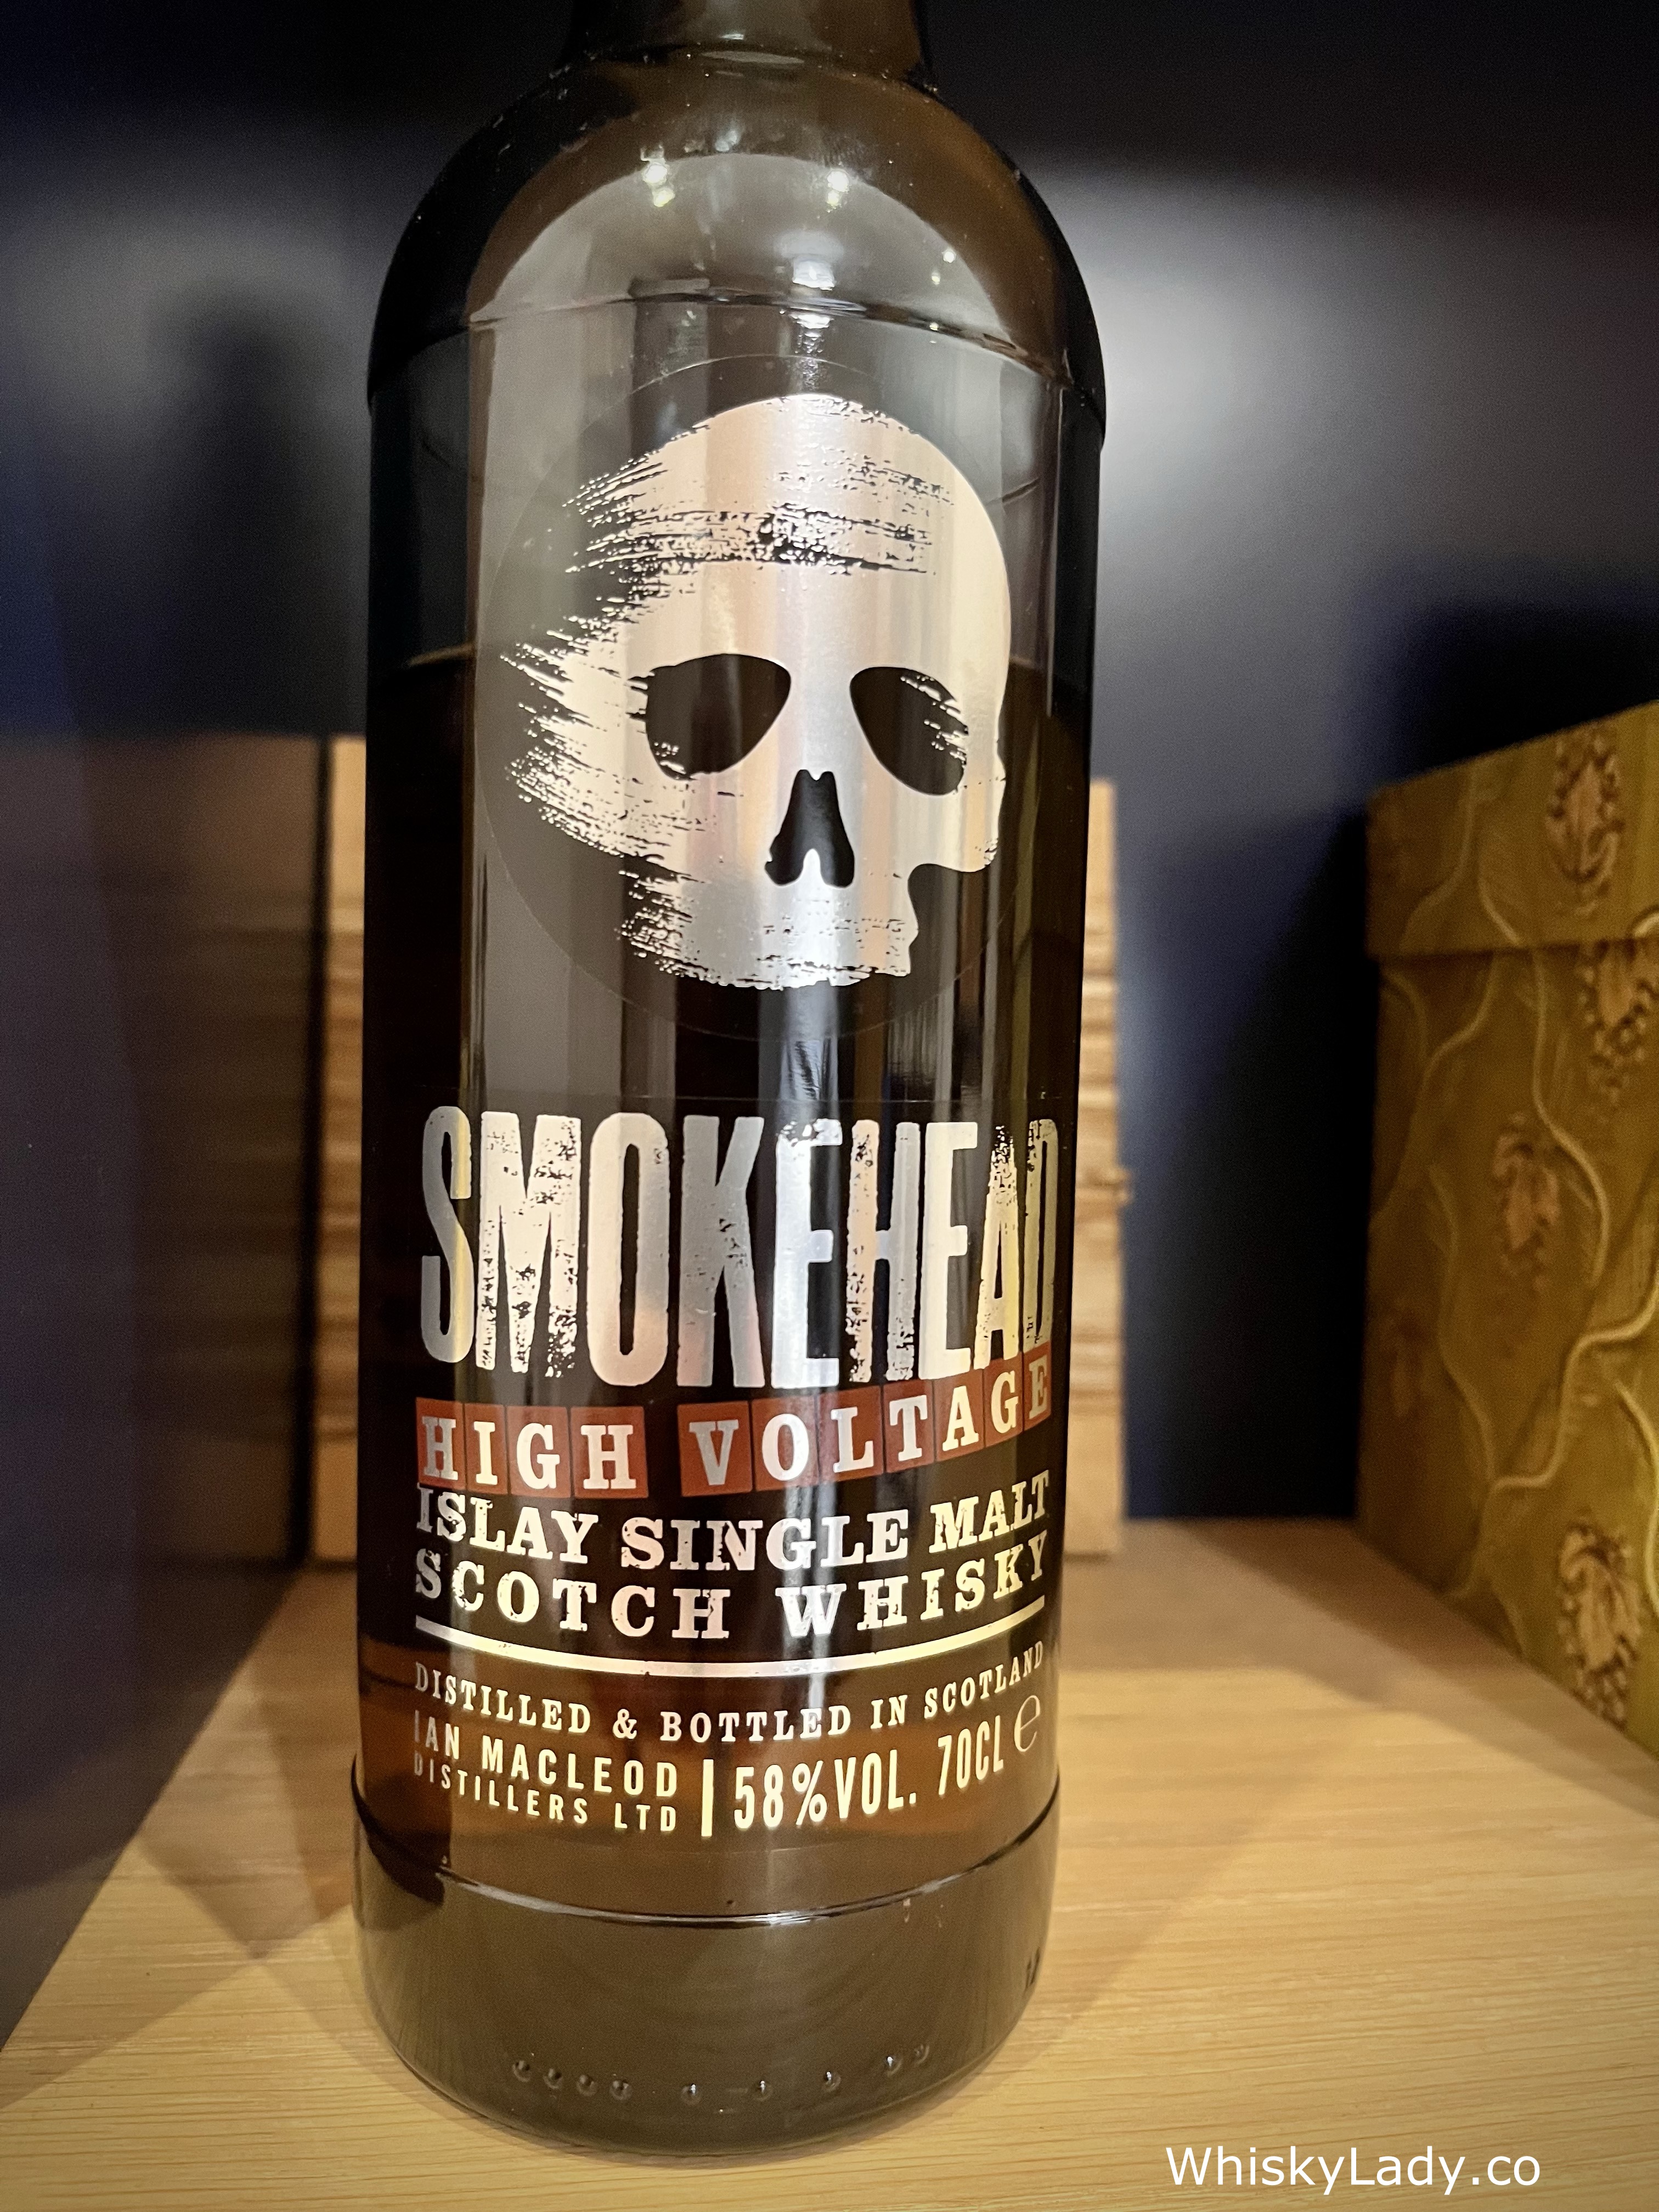 SMOKEHEAD
HIGH VOLTAGE
ISLAY SINGLE MALT
SCOTCH WHISKY
DISTILLED & BOTTLED IN SCOTLAND
IAN MACLEOD
DISTILLERS LTD
58%VOL. 70CL ℮
WhiskyLady.co